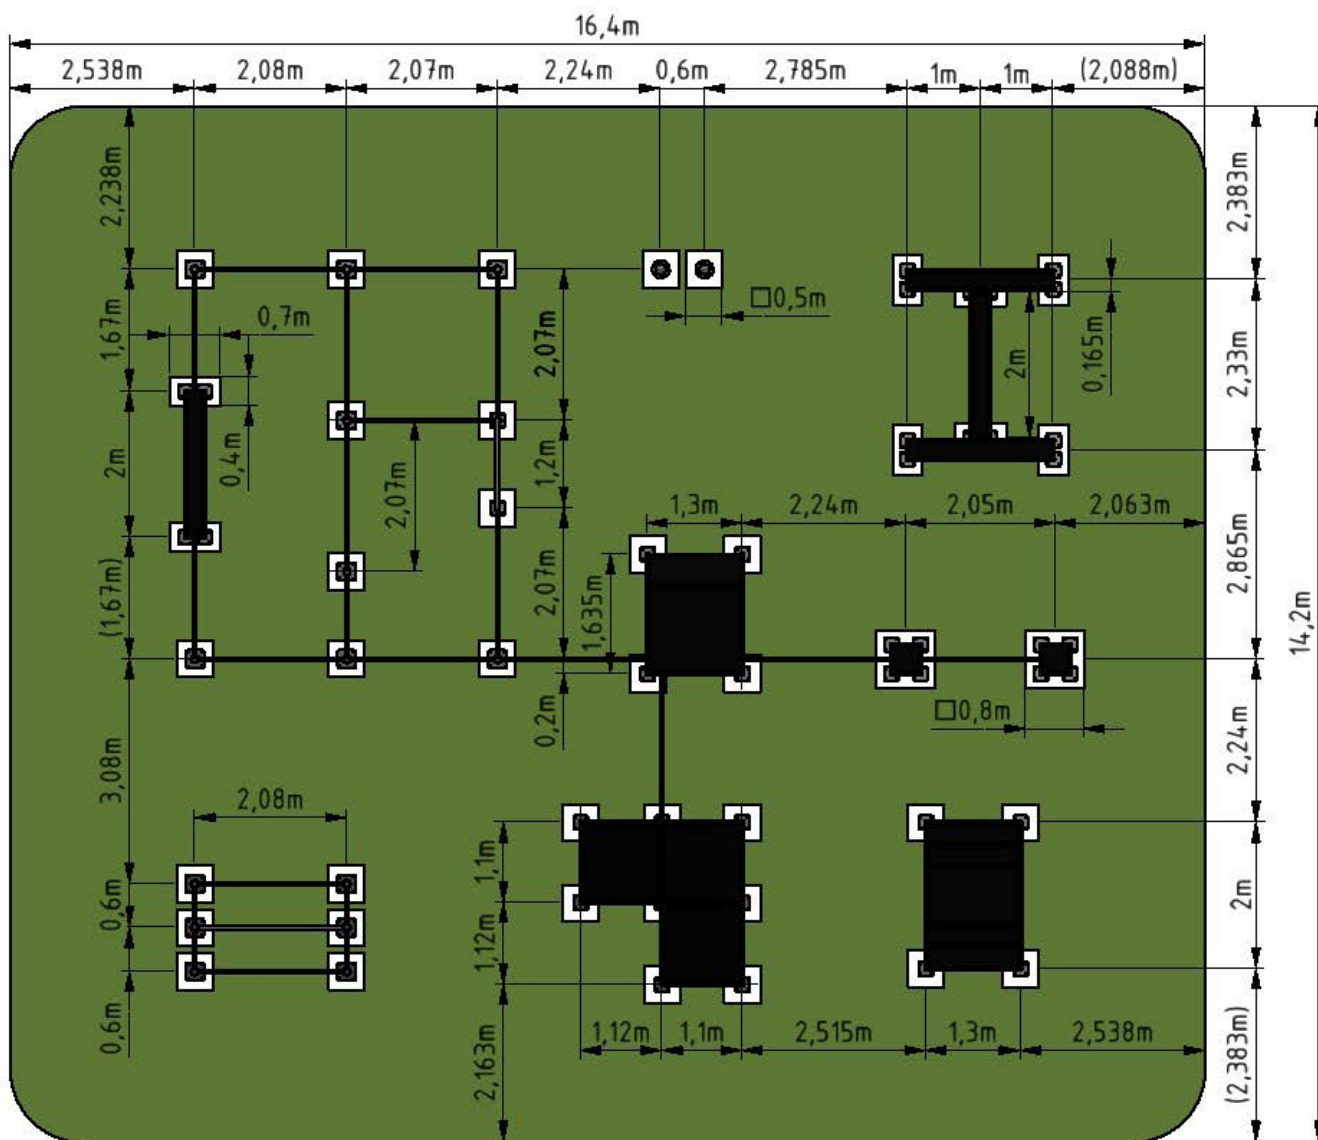 16,4m
2,538m
2,08m
2,07m
2,24m
0,6m
2,785m
1m
1m
(2,088m)
2,238m
2,383m
1,67m
0,7m
2,07m
□0,5m
0,165m
2m
2,33m
2m
0,4m
1,2m
2,07m
1,3m
2,24m
2,05m
2,063m
(1,67m)
2,07m
1,635m
2,865m
14,2m
0,2m
□0,8m
3,08m
2,24m
2,08m
1,1m
2m
0,6m
1,12m
0,6m
2,163m
1,12m
1,1m
2,515m
1,3m
2,538m
(2,383m)